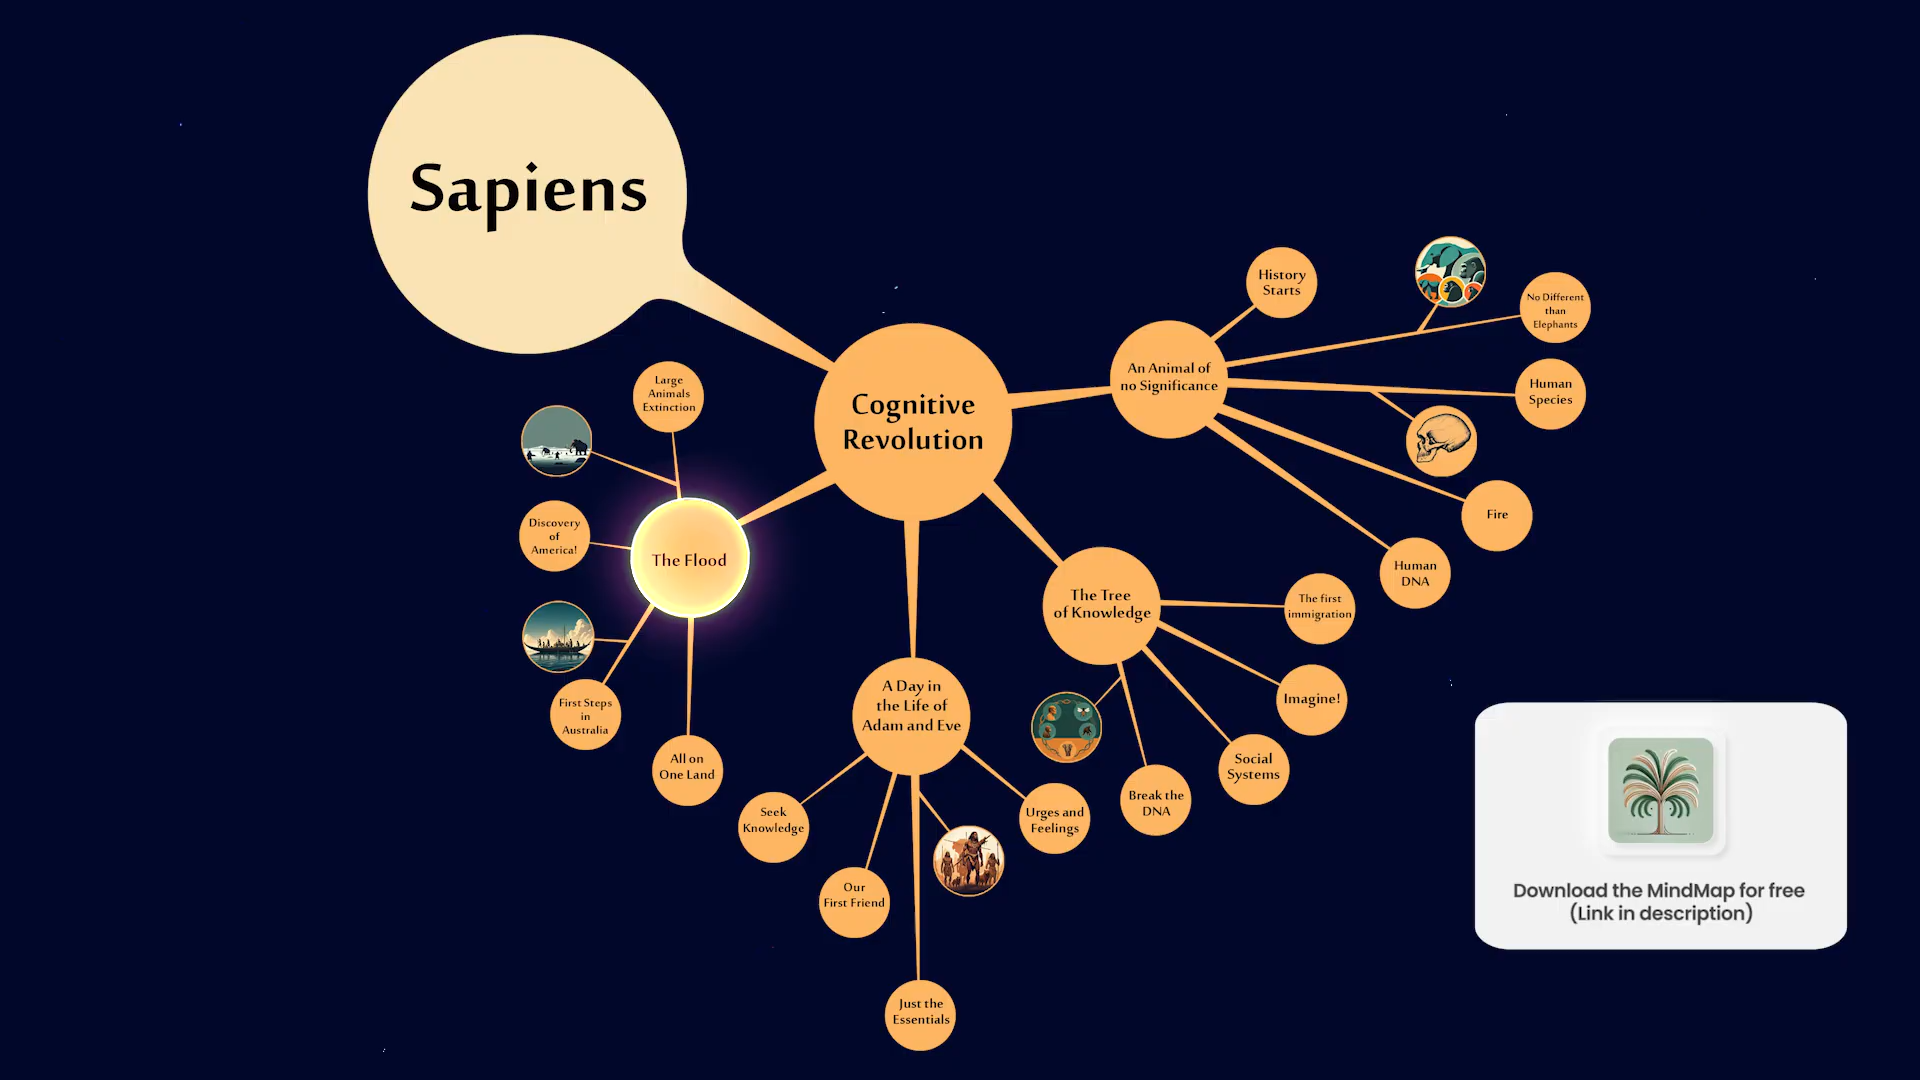 Sapiens
Cognitive
Revolution
An Animal of
no Significance
History
Starts
No Different
than
Elephants
Human
Species
Fire
Human
DNA
The Tree
of Knowledge
The first
immigration
Imagine!
Social
Systems
Break the
DNA
A Day in
the Life of
Adam and Eve
Urges and
Feelings
Just the
Essentials
Our
First Friend
Seek
Knowledge
The Flood
All on
One Land
First Steps
in
Australia
Discovery
of
America!
Large
Animals
Extinction
Download the MindMap for free
(Link in description)